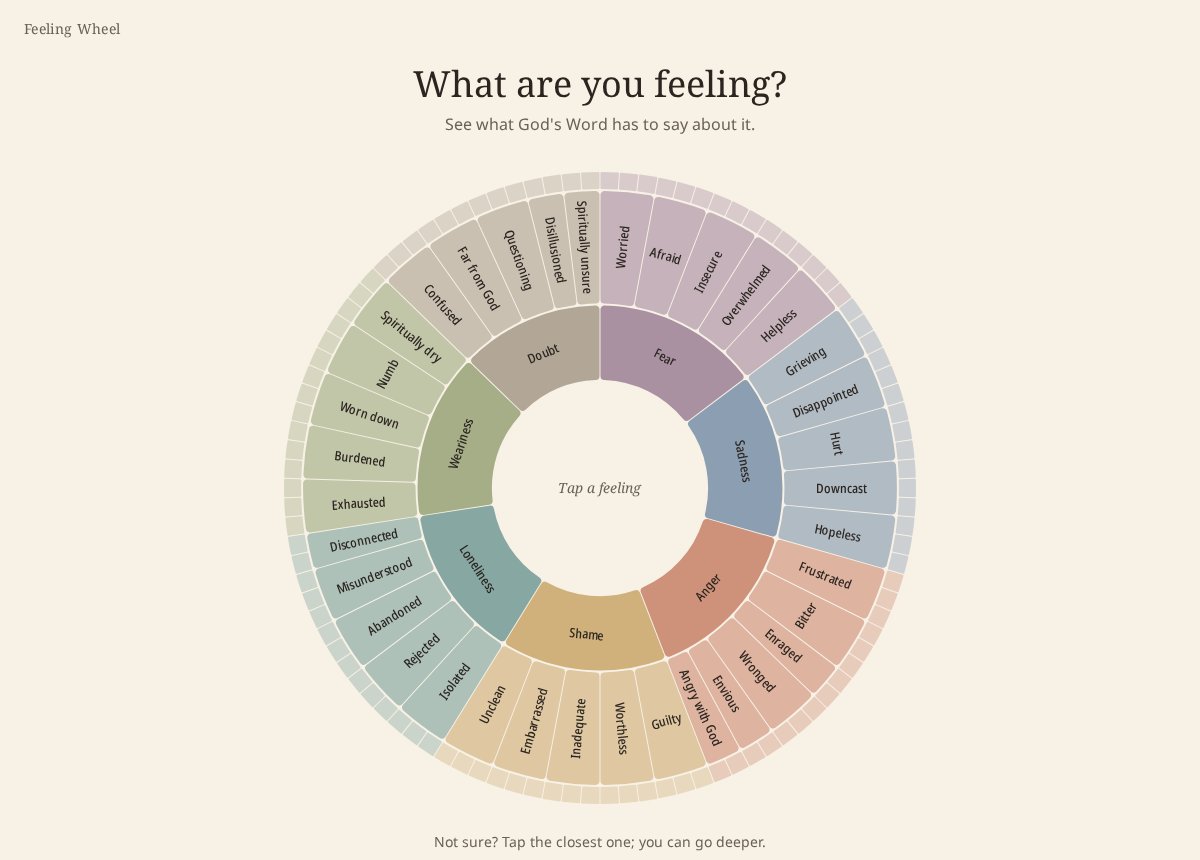 Feeling Wheel
What are you feeling?
See what God's Word has to say about it.
Fear
Worried
Afraid
Insecure
Overwhelmed
Helpless
Sadness
Grieving
Disappointed
Hurt
Downcast
Hopeless
Anger
Frustrated
Bitter
Enraged
Wronged
Envious
Angry with God
Shame
Guilty
Worthless
Inadequate
Embarrassed
Unclean
Loneliness
Isolated
Rejected
Abandoned
Misunderstood
Disconnected
Weariness
Exhausted
Burdened
Worn down
Numb
Spiritually dry
Doubt
Confused
Far from God
Questioning
Disillusioned
Spiritually unsure
Tap a feeling
Not sure? Tap the closest one; you can go deeper.